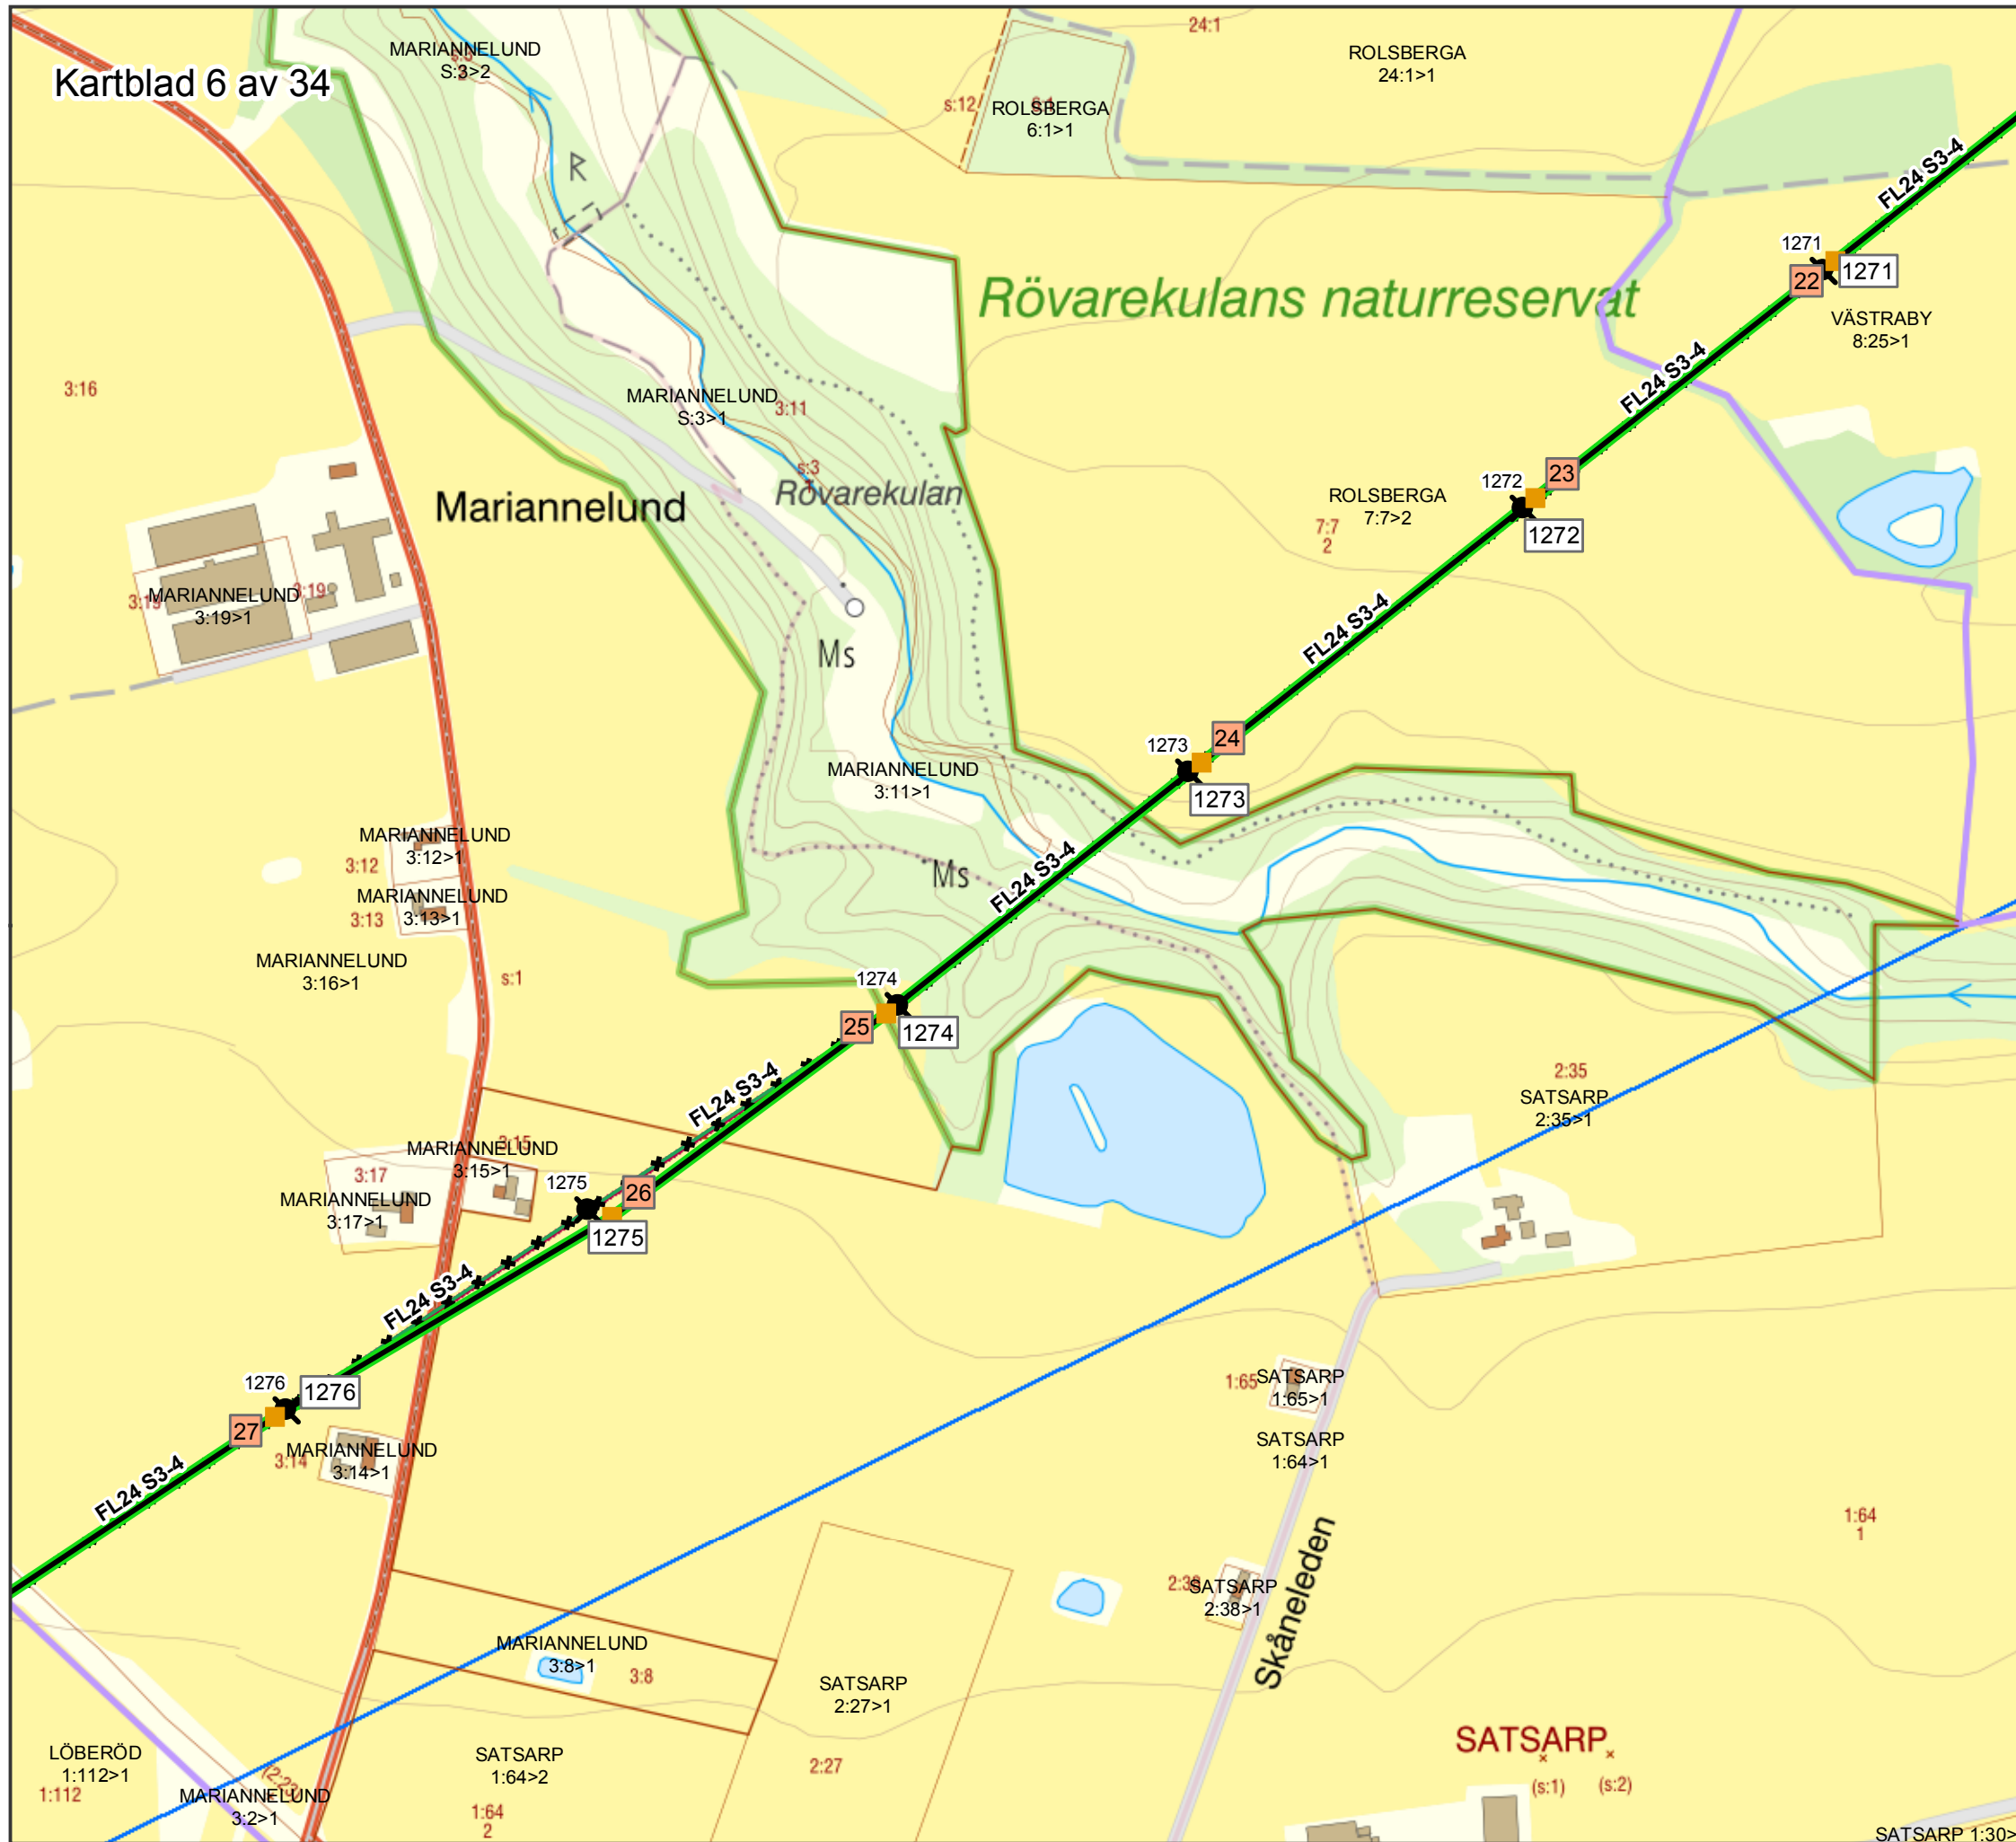 Kartblad 6 av 34
MARIANNELUND
S:3>2
24:1
ROLSBERGA
24:1>1
s:12
ROLSBERGA
6:1>1
R
FL24 S3-4
1271
1271
22
VÄSTRABY
8:25>1
Rövarekulans naturreservat
FL24 S3-4
3:16
MARIANNELUND
S:3>1
3:11
s:3
Rövarekulan
Mariannelund
1272
23
1272
ROLSBERGA
7:7>2
7:7
2
MARIANNELUND
3:19>1
3:19
3:19
FL24 S3-4
Ms
1273
24
1273
MARIANNELUND
3:11>1
MARIANNELUND
3:12>1
3:12
MARIANNELUND
3:13>1
3:13
Ms
FL24 S3-4
MARIANNELUND
3:16>1
s:1
1274
25
1274
2:35
SATSARP
2:35>1
FL24 S3-4
MARIANNELUND
3:15>1
3:15
3:17
MARIANNELUND
3:17>1
1275
26
1275
FL24 S3-4
1276
1276
27
3:14
MARIANNELUND
3:14>1
1:65
SATSARP
1:65>1
SATSARP
1:64>1
FL24 S3-4
1:64
1
Skåneleden
SATSARP
2:38>1
MARIANNELUND
3:8>1
3:8
SATSARP
2:27>1
2:27
SATSARP
(s:1)
(s:2)
LÖBERÖD
1:112>1
1:112
MARIANNELUND
3:2>1
SATSARP
1:64>2
1:64
2
SATSARP 1:30>